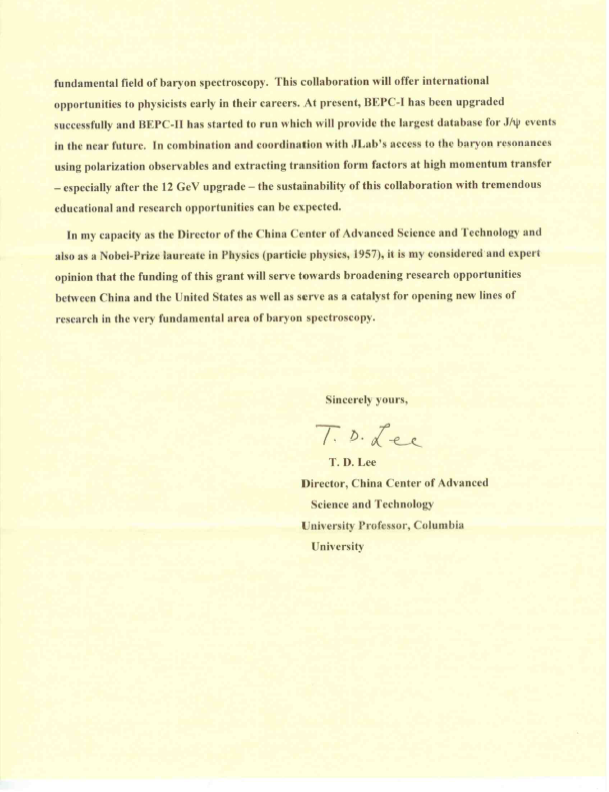 fundamental field of baryon spectroscopy.  This collaboration will offer international
opportunities to physicists early in their careers. At present, BEPC-I has been upgraded
successfully and BEPC-II has started to run which will provide the largest database for J/ψ events
in the near future.  In combination and coordination with JLab's access to the baryon resonances
using polarization observables and extracting transition form factors at high momentum transfer
– especially after the 12 GeV upgrade – the sustainability of this collaboration with tremendous
educational and research opportunities can be expected.
In my capacity as the Director of the China Center of Advanced Science and Technology and
also as a Nobel-Prize laureate in Physics (particle physics, 1957), it is my considered and expert
opinion that the funding of this grant will serve towards broadening research opportunities
between China and the United States as well as serve as a catalyst for opening new lines of
research in the very fundamental area of baryon spectroscopy.
Sincerely yours,
T. D. Lee
T. D. Lee
Director, China Center of Advanced
Science and Technology
University Professor, Columbia
University